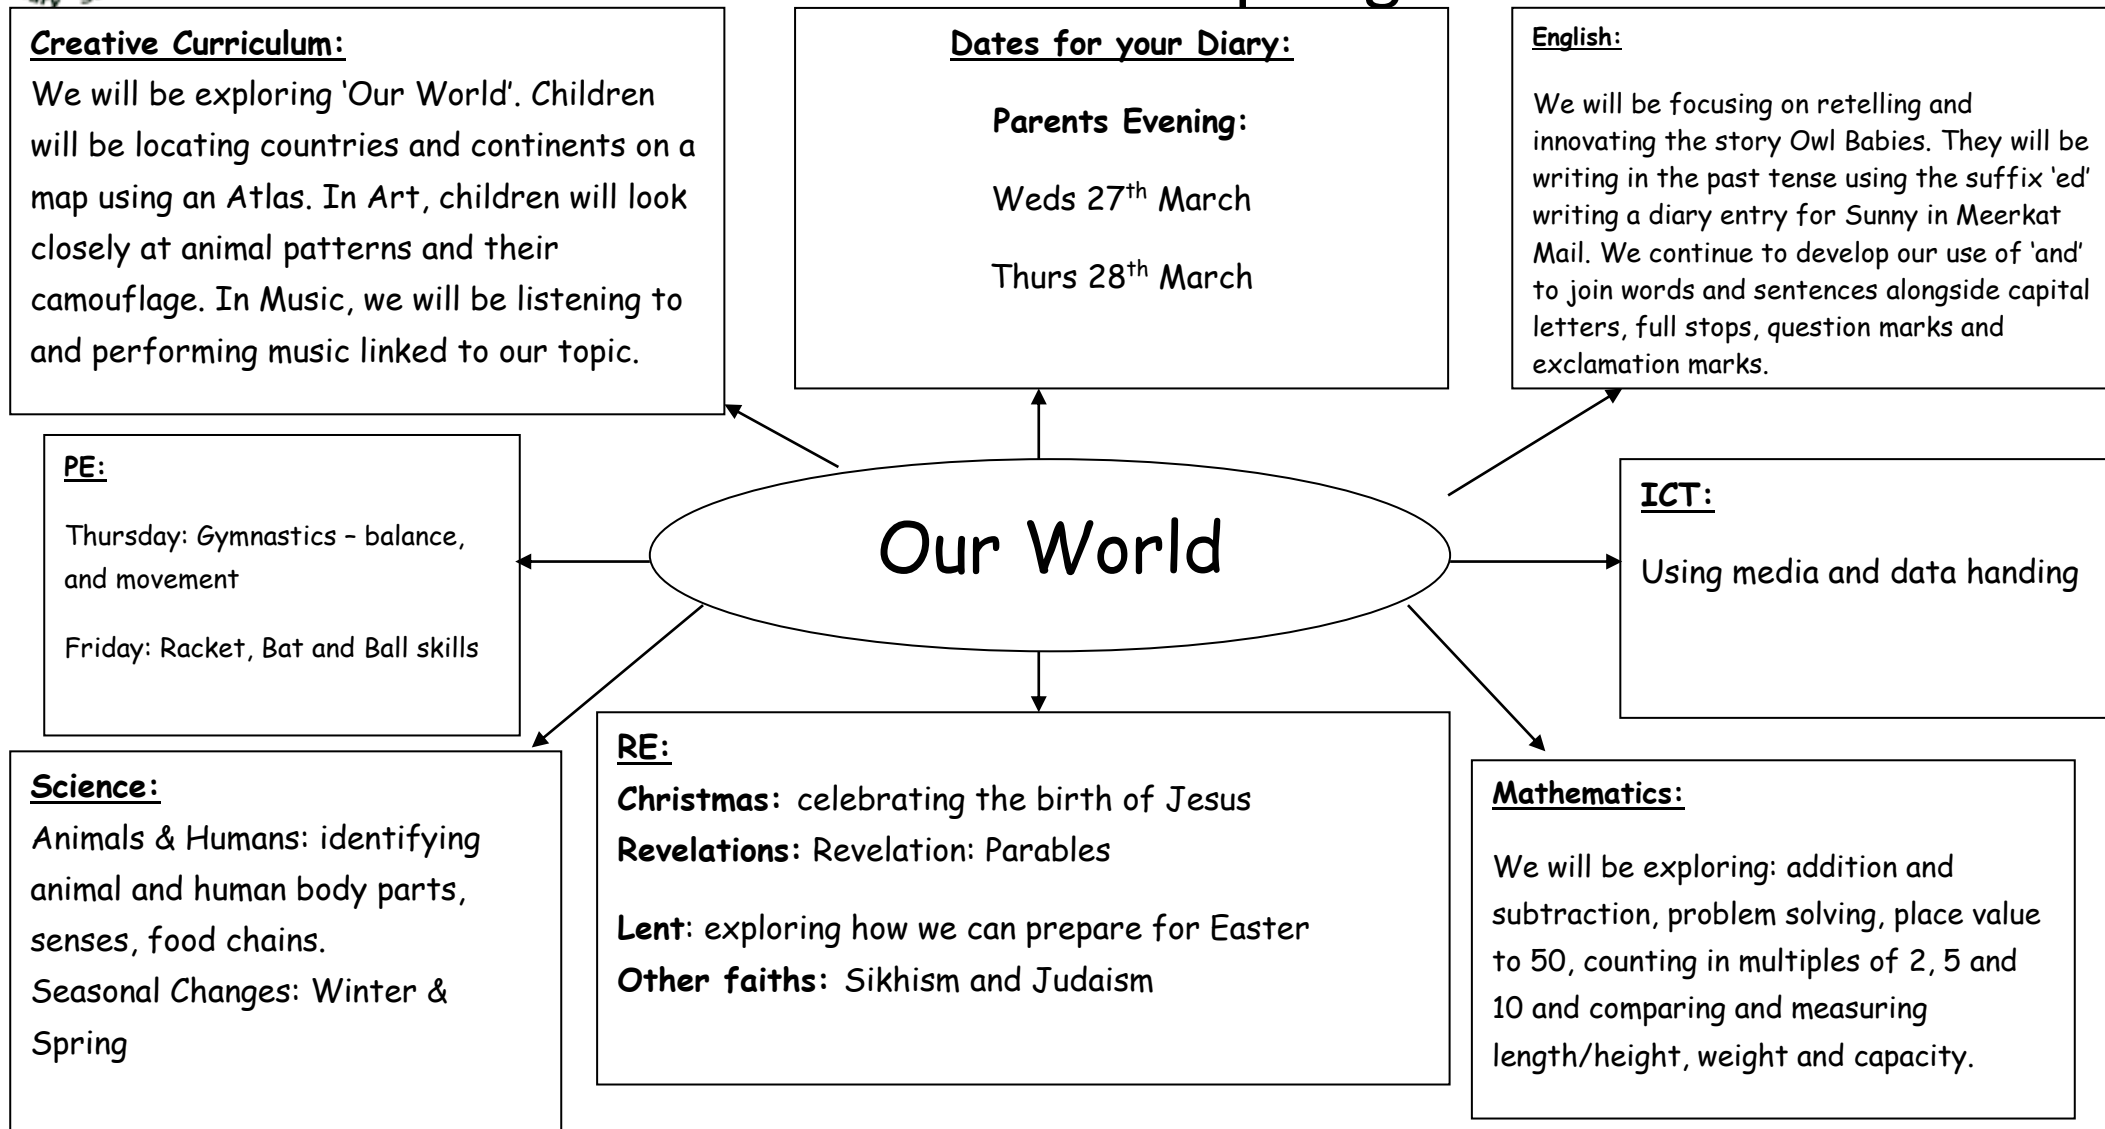 Creative Curriculum:
We will be exploring ‘Our World’. Children
will be locating countries and continents on a
map using an Atlas. In Art, children will look
closely at animal patterns and their
camouflage. In Music, we will be listening to
and performing music linked to our topic.
Dates for your Diary:
Parents Evening:
Weds 27th March
Thurs 28th March
English:
We will be focusing on retelling and
innovating the story Owl Babies. They will be
writing in the past tense using the suffix ‘ed’
writing a diary entry for Sunny in Meerkat
Mail. We continue to develop our use of ‘and’
to join words and sentences alongside capital
letters, full stops, question marks and
exclamation marks.
PE:
Thursday: Gymnastics – balance,
and movement
Friday: Racket, Bat and Ball skills
Our World
ICT:
Using media and data handing
Science:
Animals & Humans: identifying
animal and human body parts,
senses, food chains.
Seasonal Changes: Winter &
Spring
RE:
Christmas: celebrating the birth of Jesus
Revelations: Revelation: Parables
Lent: exploring how we can prepare for Easter
Other faiths: Sikhism and Judaism
Mathematics:
We will be exploring: addition and
subtraction, problem solving, place value
to 50, counting in multiples of 2, 5 and
10 and comparing and measuring
length/height, weight and capacity.